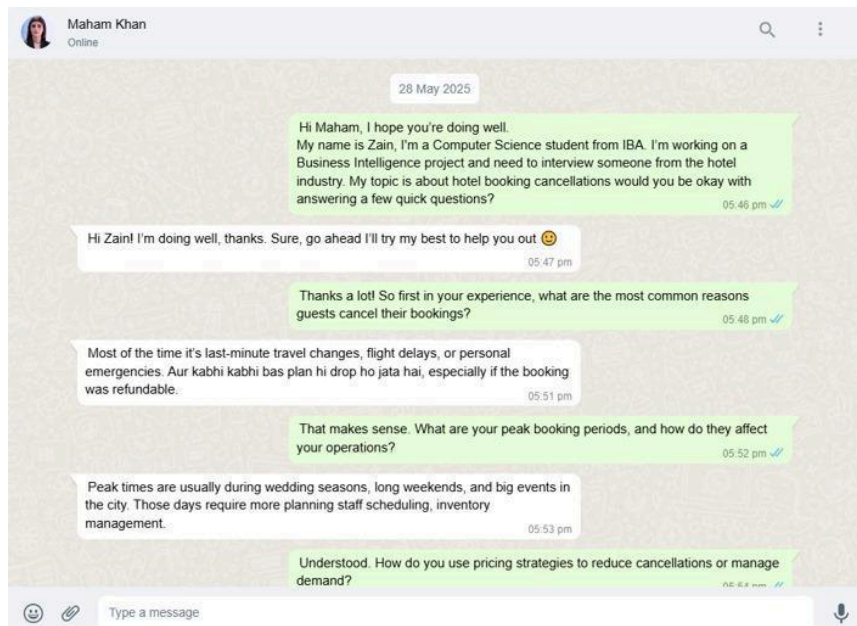 Maham Khan
Online
28 May 2025
Hi Maham, I hope you're doing well.
My name is Zain, I'm a Computer Science student from IBA. I'm working on a
Business Intelligence project and need to interview someone from the hotel
industry. My topic is about hotel booking cancellations would you be okay with
answering a few quick questions?
05:46 pm
Hi Zain! I'm doing well, thanks. Sure, go ahead I'll try my best to help you out 🙂
05:47 pm
Thanks a lot! So first in your experience, what are the most common reasons
guests cancel their bookings?
05:48 pm
Most of the time it's last-minute travel changes, flight delays, or personal
emergencies. Aur kabhi kabhi bas plan hi drop ho jata hai, especially if the booking
was refundable.
05:51 pm
That makes sense. What are your peak booking periods, and how do they affect
your operations?
05:52 pm
Peak times are usually during wedding seasons, long weekends, and big events in
the city. Those days require more planning staff scheduling, inventory
management.
05:53 pm
Understood. How do you use pricing strategies to reduce cancellations or manage
demand?
05:54 pm
Type a message